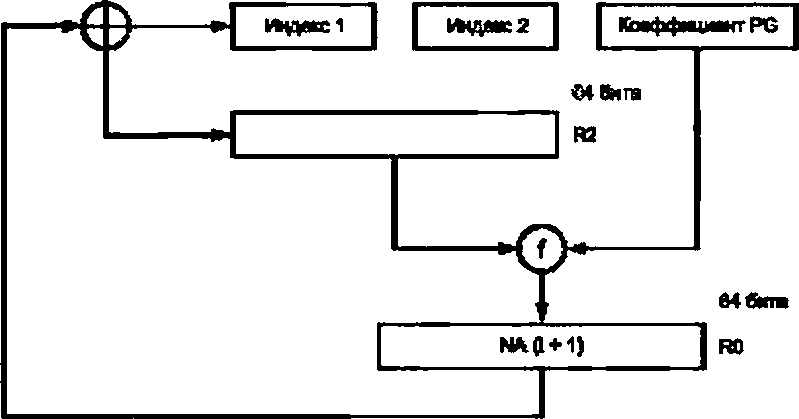 Индекс 1
Индекс 2
Коэффициент PG
64 бита
R2
f
64 бита
NA (I + 1)
R0